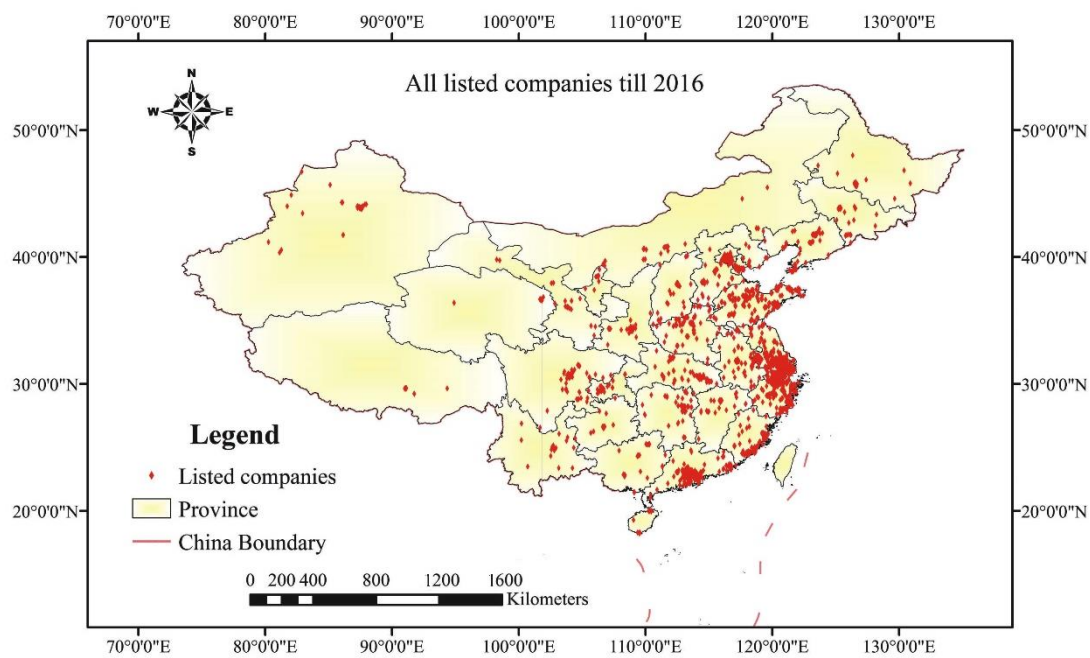 70°0'0"E 80°0'0"E 90°0'0"E 100°0'0"E 110°0'0"E 120°0'0"E 130°0'0"E
All listed companies till 2016
N
W E
S
50°0'0"N 50°0'0"N
40°0'0"N 40°0'0"N
30°0'0"N 30°0'0"N
Legend
Listed companies
Province
20°0'0"N 20°0'0"N
China Boundary
0 200 400 800 1200 1600
Kilometers
70°0'0"E 80°0'0"E 90°0'0"E 100°0'0"E 110°0'0"E 120°0'0"E 130°0'0"E